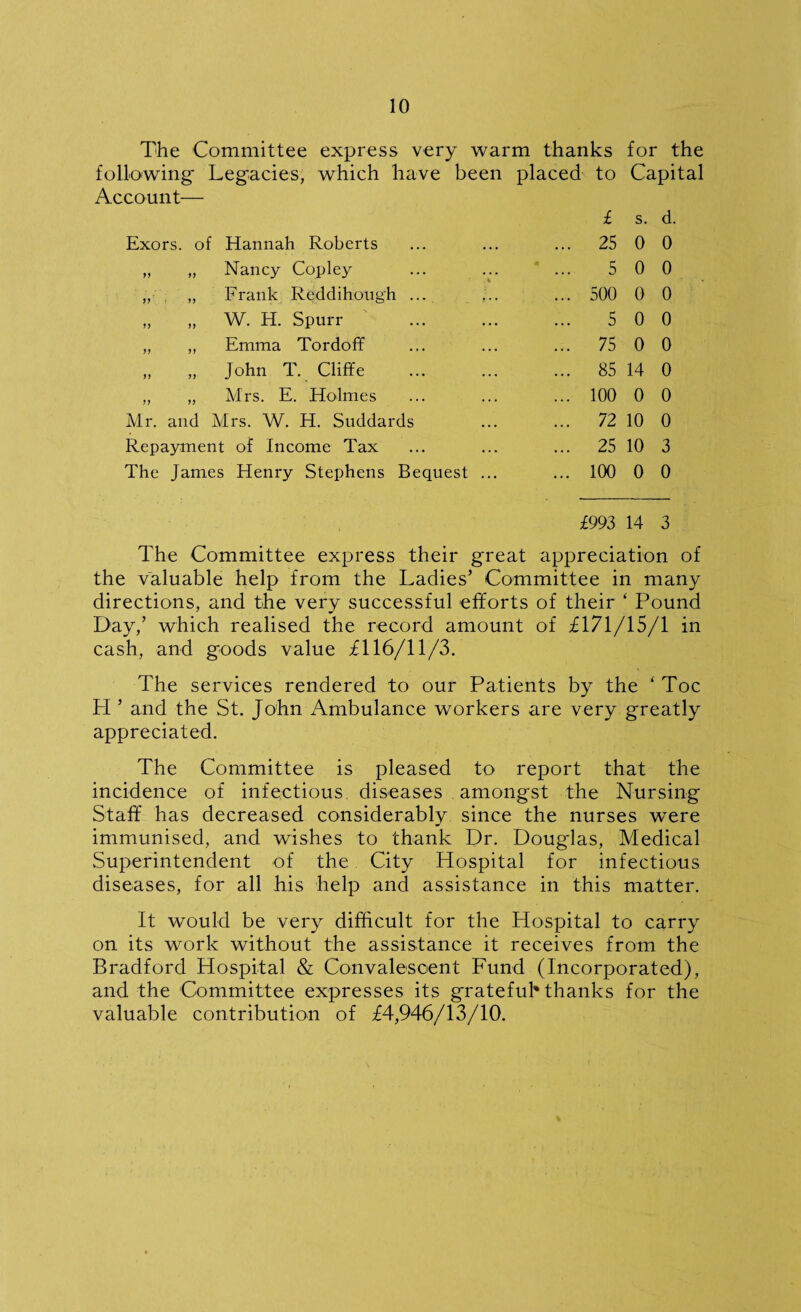 10
The Committee express very warm thanks for the
following Legacies, which have been placed to Capital
Account—
£ s. d.
Exors. of Hannah Roberts ... ... ... 25 0 0
„ „ Nancy Copley ... ... ... 5 0 0
„ „ Frank Reddihough ... ... ... 500 0 0
„ „ W. H. Spurr ... ... ... 5 0 0
„ „ Emma Tordoff ... ... ... 75 0 0
„ „ John T. Cliffe ... ... ... 85 14 0
„ „ Mrs. E. Holmes ... ... ... 100 0 0
Mr. and Mrs. W. H. Suddards ... ... 72 10 0
Repayment of Income Tax ... ... ... 25 10 3
The James Henry Stephens Bequest ... ... 100 0 0
£993 14 3
The Committee express their great appreciation of
the valuable help from the Ladies' Committee in many
directions, and the very successful efforts of their ‘ Pound
Day,’ which realised the record amount of £171/15/1 in
cash, and goods value £116/11/3.
The services rendered to our Patients by the ‘ Toc
H ’ and the St. John Ambulance workers are very greatly
appreciated.
The Committee is pleased to report that the
incidence of infectious diseases amongst the Nursing
Staff has decreased considerably since the nurses were
immunised, and wishes to thank Dr. Douglas, Medical
Superintendent of the City Hospital for infectious
diseases, for all his help and assistance in this matter.
It would be very difficult for the Hospital to carry
on its work without the assistance it receives from the
Bradford Hospital & Convalescent Fund (Incorporated),
and the Committee expresses its grateful thanks for the
valuable contribution of £4,946/13/10.